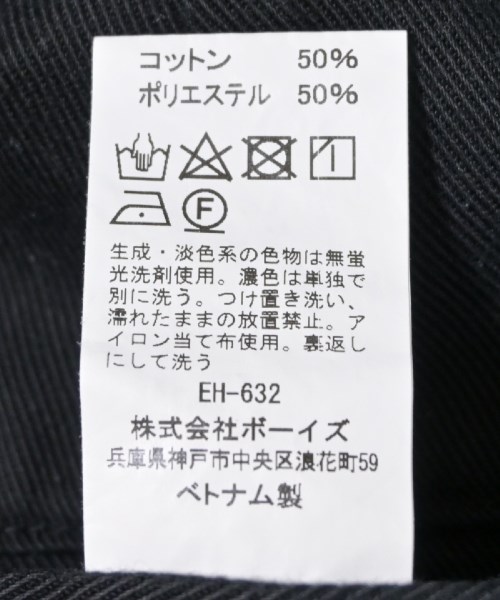 コットン 50%
ポリエステル 50%
F
生成・淡色系の色物は無蛍
光洗剤使用。濃色は単独で
別に洗う。つけ置き洗い、
濡れたままの放置禁止。ア
イロン当て布使用。裏返し
にして洗う
EH-632
株式会社ボーイズ
兵庫県神戸市中央区浪花町59
ベトナム製